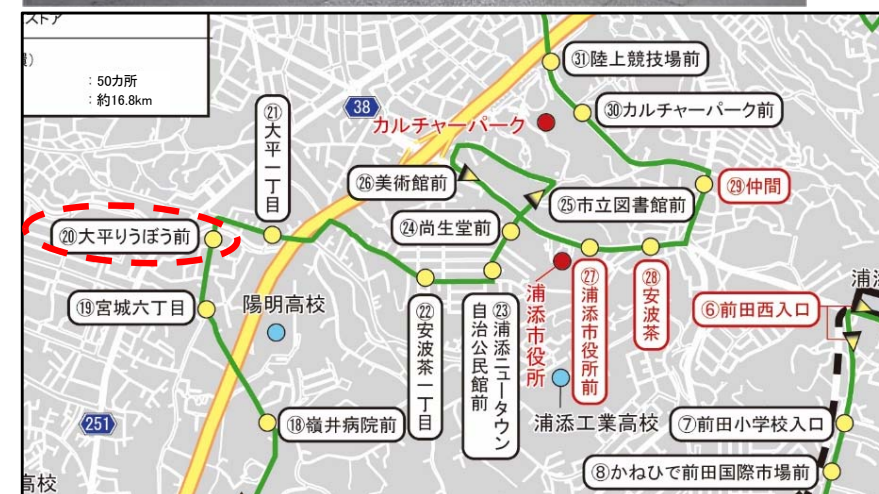 ストア
)
：50カ所
：約16.8km
㉛陸上競技場前
38
カルチャーパーク
㉚カルチャーパーク前
㉑大平一丁目
㉖美術館前
㉙仲間
㉕市立図書館前
⑳大平りうぼう前
㉔尚生堂前
⑲宮城六丁目
陽明高校
㉒安波茶一丁目
㉓浦添ニュータウン
自治公民館前
浦添市役所
㉗浦添市役所前
㉘安波茶
浦添
⑥前田西入口
251
⑱嶺井病院前
浦添工業高校
⑦前田小学校入口
⑧かねひで前田国際市場前
高校